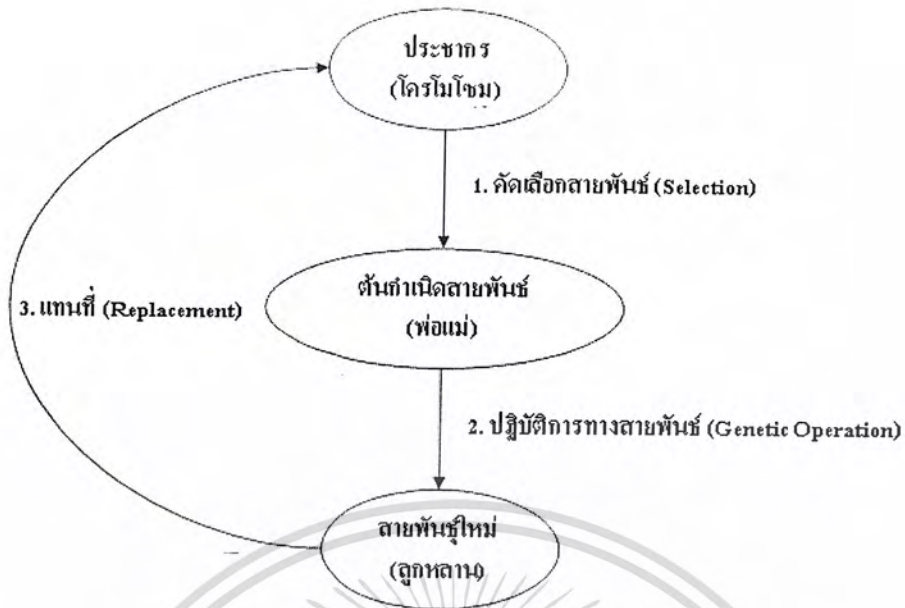 ประชากร
(โครโมโซม)
1. คัดเลือกสายพันธ์ (Selection)
ต้นกำเนิดสายพันธ์
(พ่อแม่)
3. แทนที่ (Replacement)
2. ปฏิบัติการทางสายพันธ์ (Genetic Operation)
สายพันธุ์ใหม่
(ลูกหลาน)